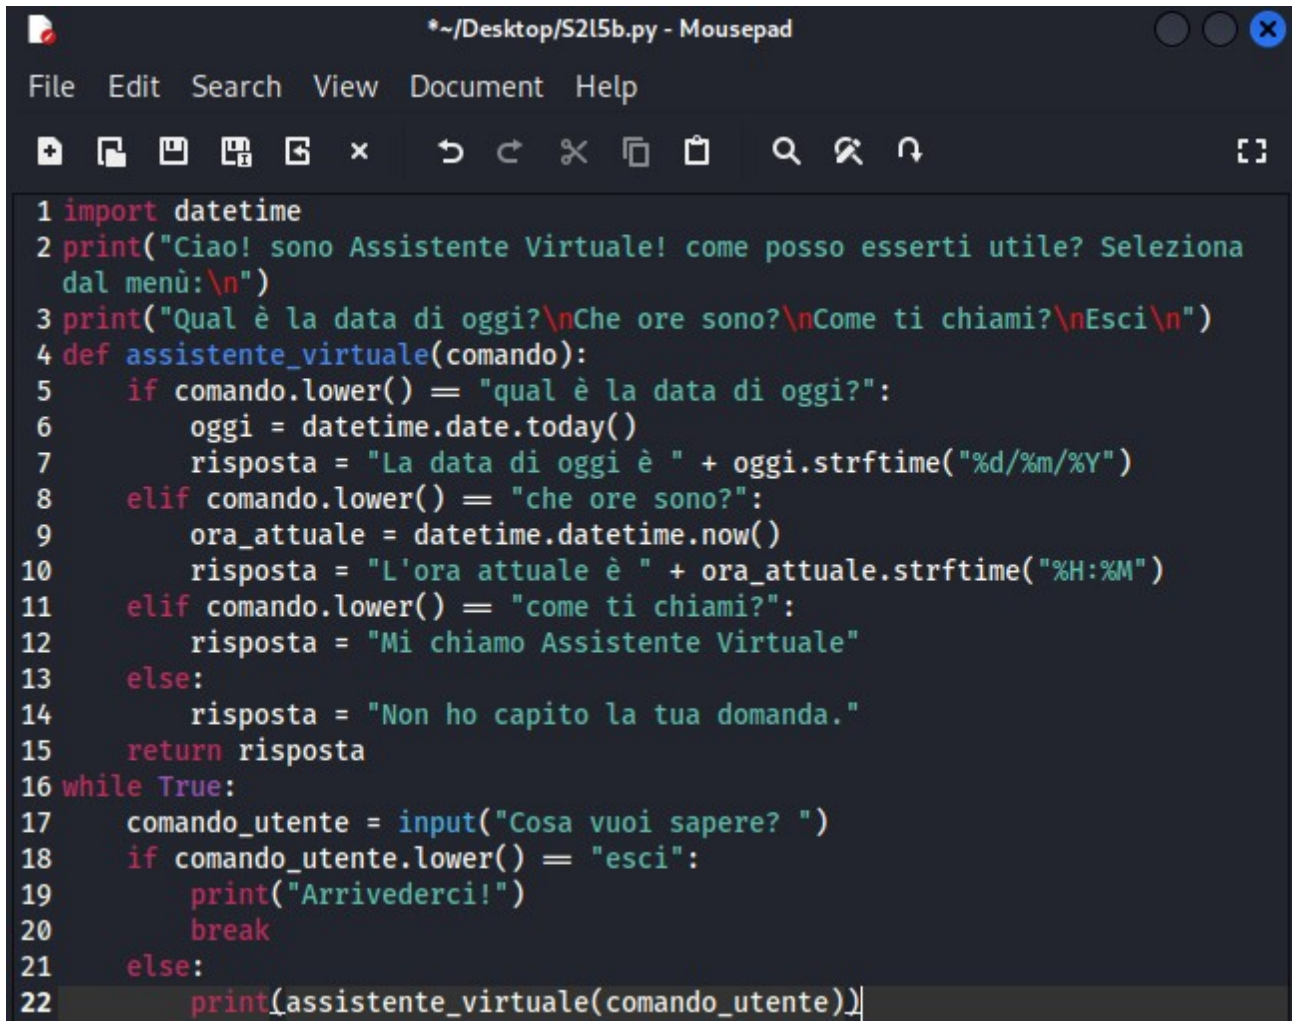 *~/Desktop/S2l5b.py - Mousepad
File Edit Search View Document Help
1 import datetime
2 print("Ciao! sono Assistente Virtuale! come posso esserti utile? Seleziona
dal menù:\n")
3 print("Qual è la data di oggi?\nChe ore sono?\nCome ti chiami?\nEsci\n")
4 def assistente_virtuale(comando):
5     if comando.lower() == "qual è la data di oggi?":
6         oggi = datetime.date.today()
7         risposta = "La data di oggi è " + oggi.strftime("%d/%m/%Y")
8     elif comando.lower() == "che ore sono?":
9         ora_attuale = datetime.datetime.now()
10         risposta = "L'ora attuale è " + ora_attuale.strftime("%H:%M")
11     elif comando.lower() == "come ti chiami?":
12         risposta = "Mi chiamo Assistente Virtuale"
13     else:
14         risposta = "Non ho capito la tua domanda."
15     return risposta
16 while True:
17     comando_utente = input("Cosa vuoi sapere? ")
18     if comando_utente.lower() == "esci":
19         print("Arrivederci!")
20         break
21     else:
22         print(assistente_virtuale(comando_utente))